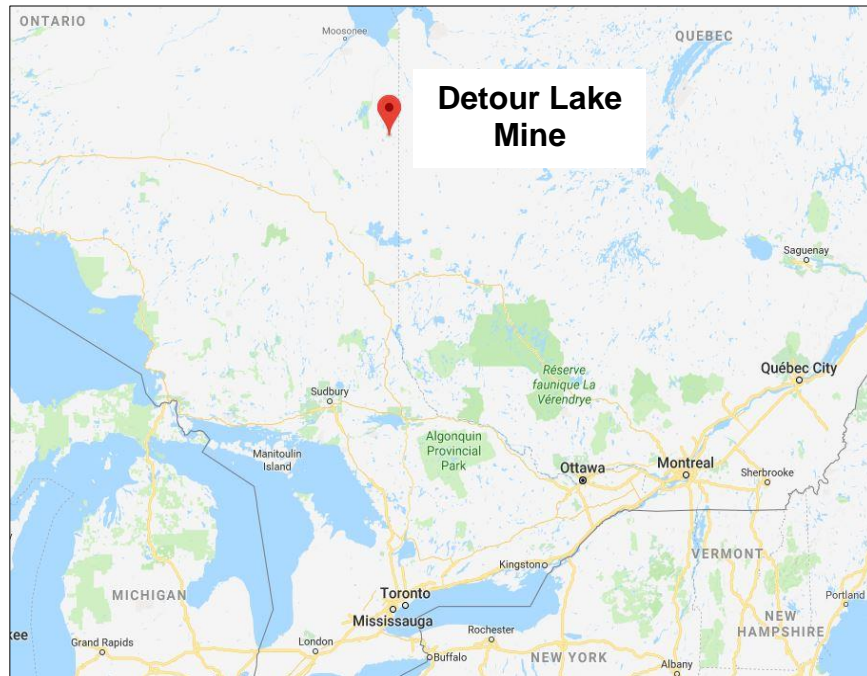 ONTARIO
Moosonee
QUEBEC
Detour Lake
Mine
Saguenay
Réserve
faunique La
Vérendrye
Québec City
Sudbury
Manitoulin
Island
Algonquin
Provincial
Park
Ottawa
Montreal
Sherbrooke
Kingston
VERMONT
MICHIGAN
Toronto
Mississauga
Portland
NEW
HAMPSHIRE
kee
Grand Rapids
London
Rochester
Buffalo
NEW YORK
Albany